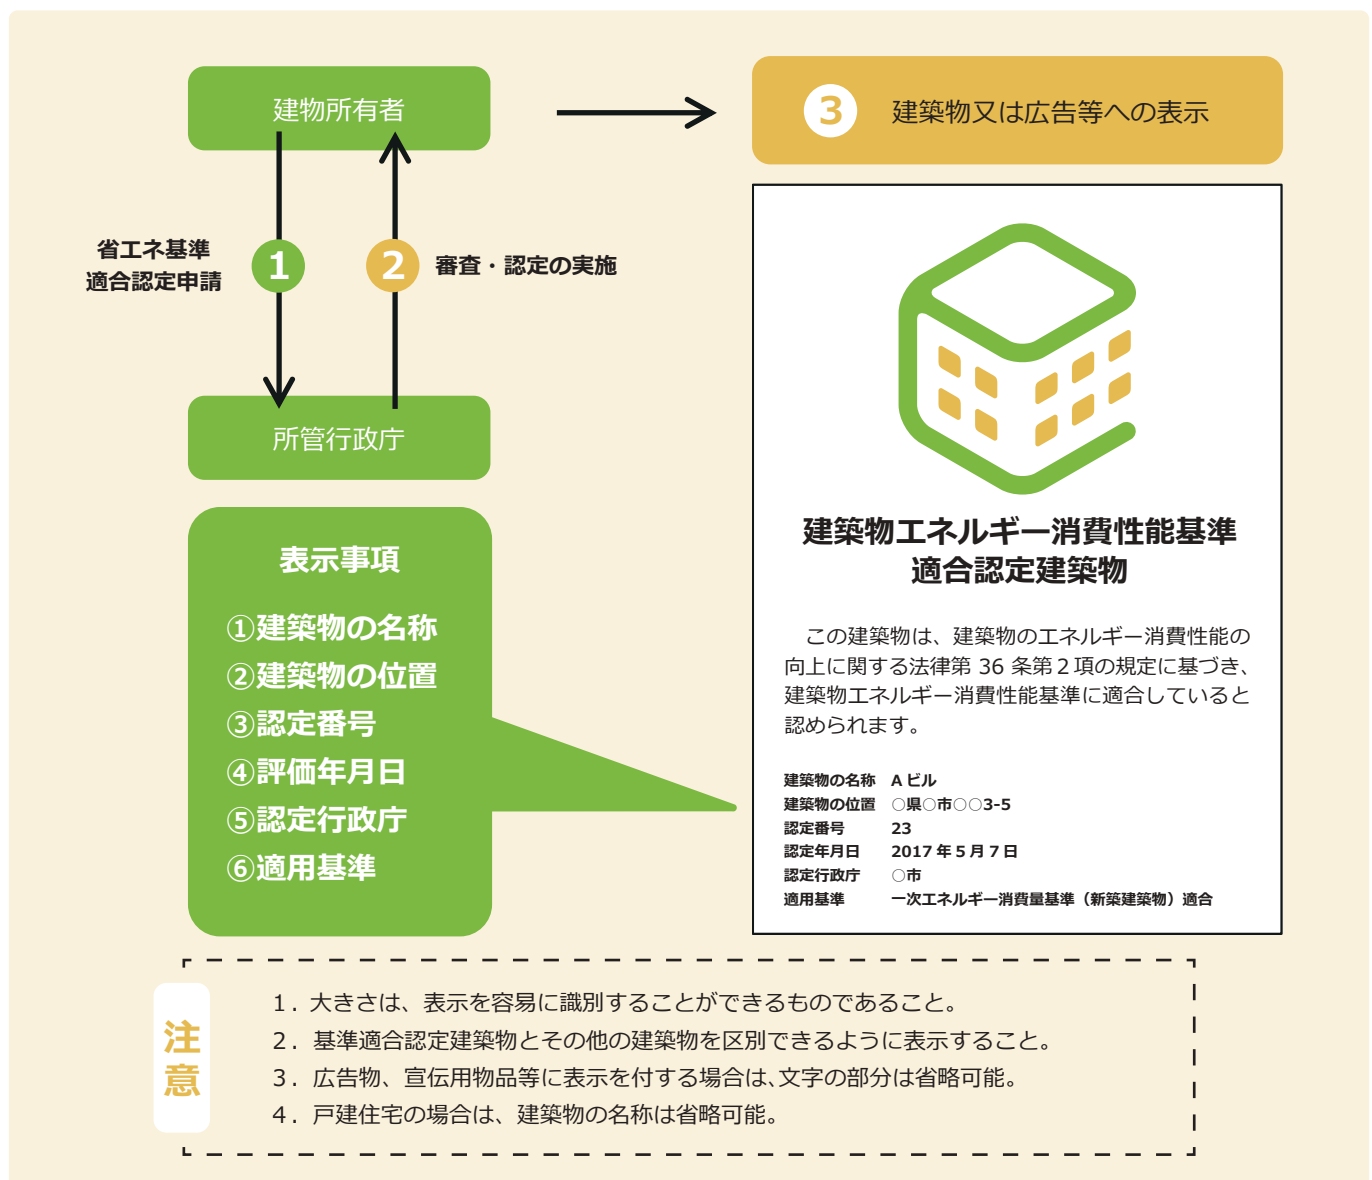 建物所有者
3 建築物又は広告等への表示
省エネ基準
適合認定申請
1
2
審査・認定の実施
所管行政庁
表示事項
①建築物の名称
②建築物の位置
③認定番号
④評価年月日
⑤認定行政庁
⑥適用基準
建築物エネルギー消費性能基準
適合認定建築物
この建築物は、建築物のエネルギー消費性能の
向上に関する法律第 36 条第２項の規定に基づき、
建築物エネルギー消費性能基準に適合していると
認められます。
建築物の名称 A ビル
建築物の位置 ○県○市○○3-5
認定番号 23
認定年月日 2017 年 5 月 7 日
認定行政庁 ○市
適用基準 一次エネルギー消費量基準（新築建築物）適合
注意
１．大きさは、表示を容易に識別することができるものであること。
２．基準適合認定建築物とその他の建築物を区別できるように表示すること。
３．広告物、宣伝用物品等に表示を付する場合は、文字の部分は省略可能。
４．戸建住宅の場合は、建築物の名称は省略可能。